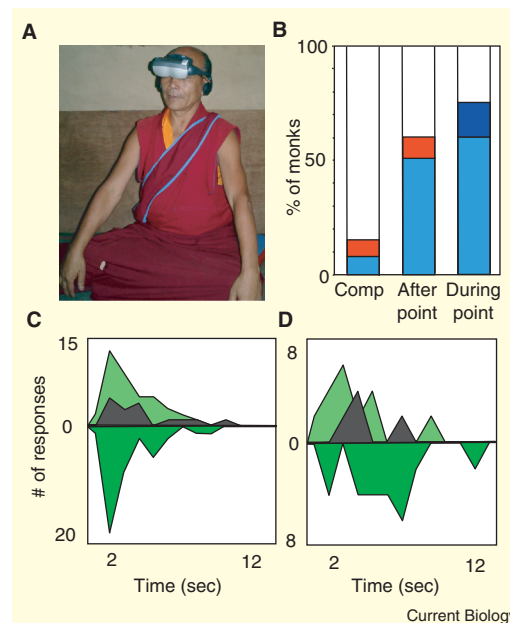 A
B
100
50
0
% of monks
Comp
After point
During point
C
15
0
20
# of responses
2
12
Time (sec)
D
8
0
8
2
12
Time (sec)
Current Biology